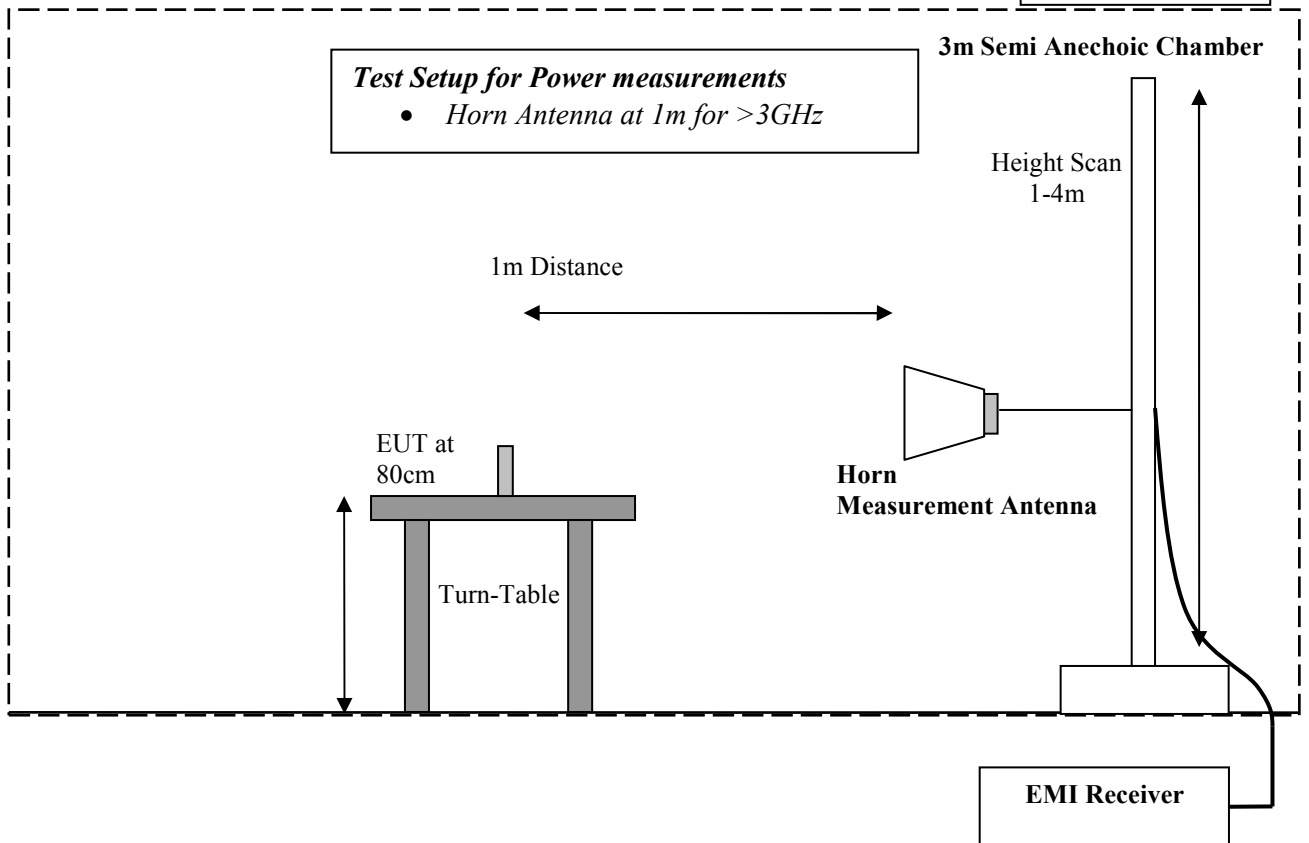 3m Semi Anechoic Chamber
Test Setup for Power measurements
• Horn Antenna at 1m for >3GHz
Height Scan
1-4m
1m Distance
EUT at
80cm
Horn
Measurement Antenna
Turn-Table
EMI Receiver